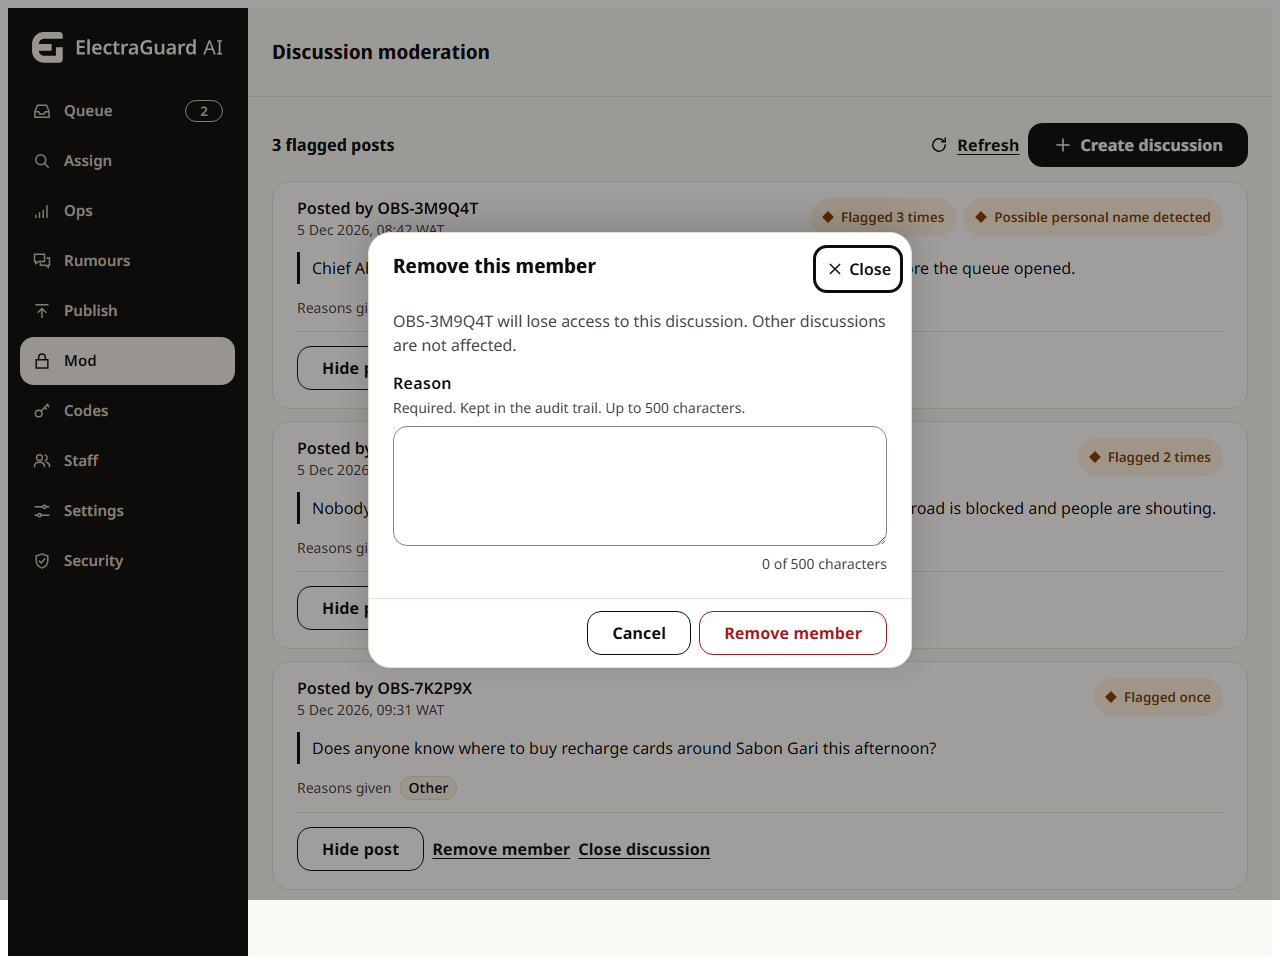 ElectraGuard AI
Queue 2
Assign
Ops
Rumours
Publish
Mod
Codes
Staff
Settings
Security
Discussion moderation
3 flagged posts
Refresh
Create discussion
Posted by OBS-3M9Q4T
Flagged 3 times
Possible personal name detected
5 Dec 2026, 08:42 WAT
Chief
re the queue opened.
Reasons
Hide
Remove this member
Close
OBS-3M9Q4T will lose access to this discussion. Other discussions
are not affected.
Reason
Required. Kept in the audit trail. Up to 500 characters.
0 of 500 characters
Cancel
Remove member
Posted by
Flagged 2 times
5 Dec 2026
Nobody
road is blocked and people are shouting.
Reasons
Hide
Posted by OBS-7K2P9X
Flagged once
5 Dec 2026, 09:31 WAT
Does anyone know where to buy recharge cards around Sabon Gari this afternoon?
Reasons given Other
Hide post
Remove member
Close discussion